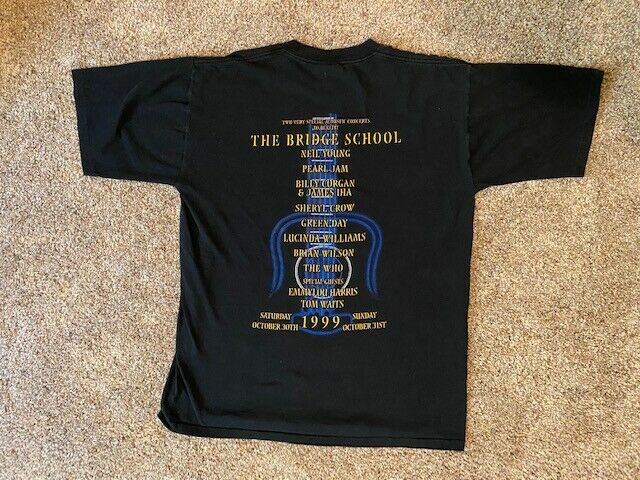 TWO VERY SPECIAL ACOUSTIC CONCERTS
TO BENEFIT
THE BRIDGE SCHOOL
NEIL YOUNG
PEARL JAM
BILLY CORGAN
& JAMES IHA
SHERYL CROW
GREEN DAY
LUCINDA WILLIAMS
BRIAN WILSON
THE WHO
SPECIAL GUESTS
EMMYLOU HARRIS
TOM WAITS
SATURDAY SUNDAY
OCTOBER 30TH 1999 OCTOBER 31ST